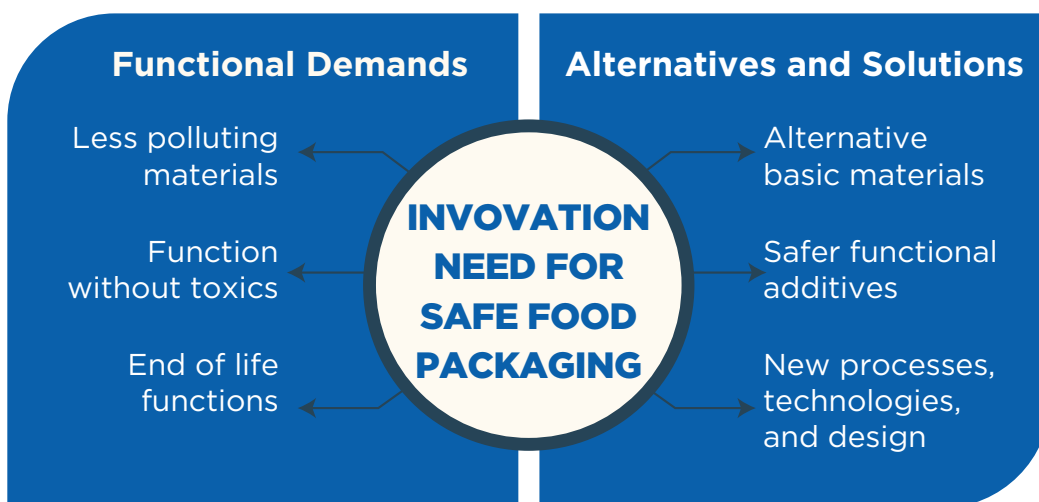 Functional Demands
Less polluting
materials
Function
without toxics
End of life
functions
INVOVATION
NEED FOR
SAFE FOOD
PACKAGING
Alternatives and Solutions
Alternative
basic materials
Safer functional
additives
New processes,
technologies,
and design